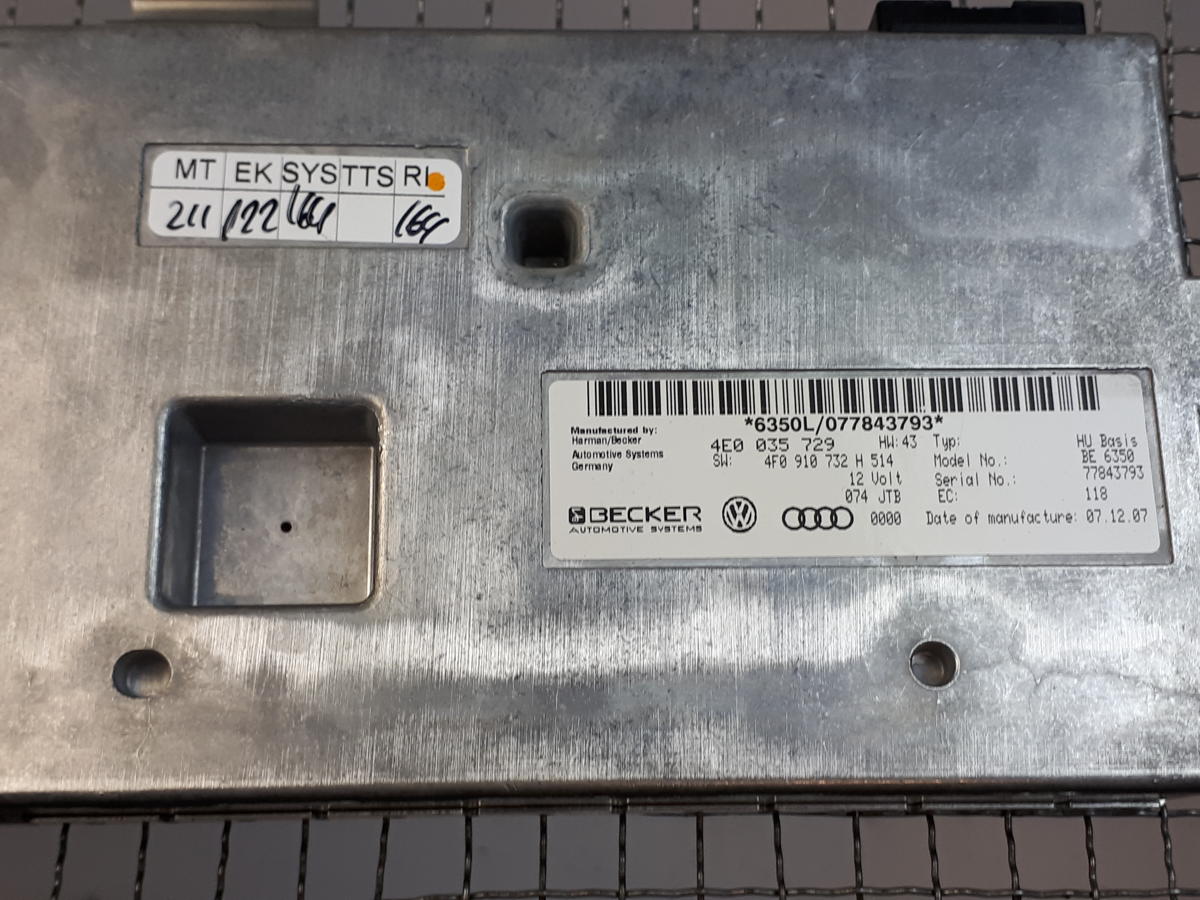 MT EK SYS TTS RI
211 122 164 164
*6350L/077843793*
Manufactured by:
Harman/Becker
Automotive Systems
Germany
4E0 035 729 HW:43
SW: 4F0 910 732 H 514
12 Volt
074 JTB
0000
Typ: HU Basis
Model No.: BE 6350
Serial No.: 77843793
EC: 118
Date of manufacture: 07.12.07
BECKER
AUTOMOTIVE SYSTEMS